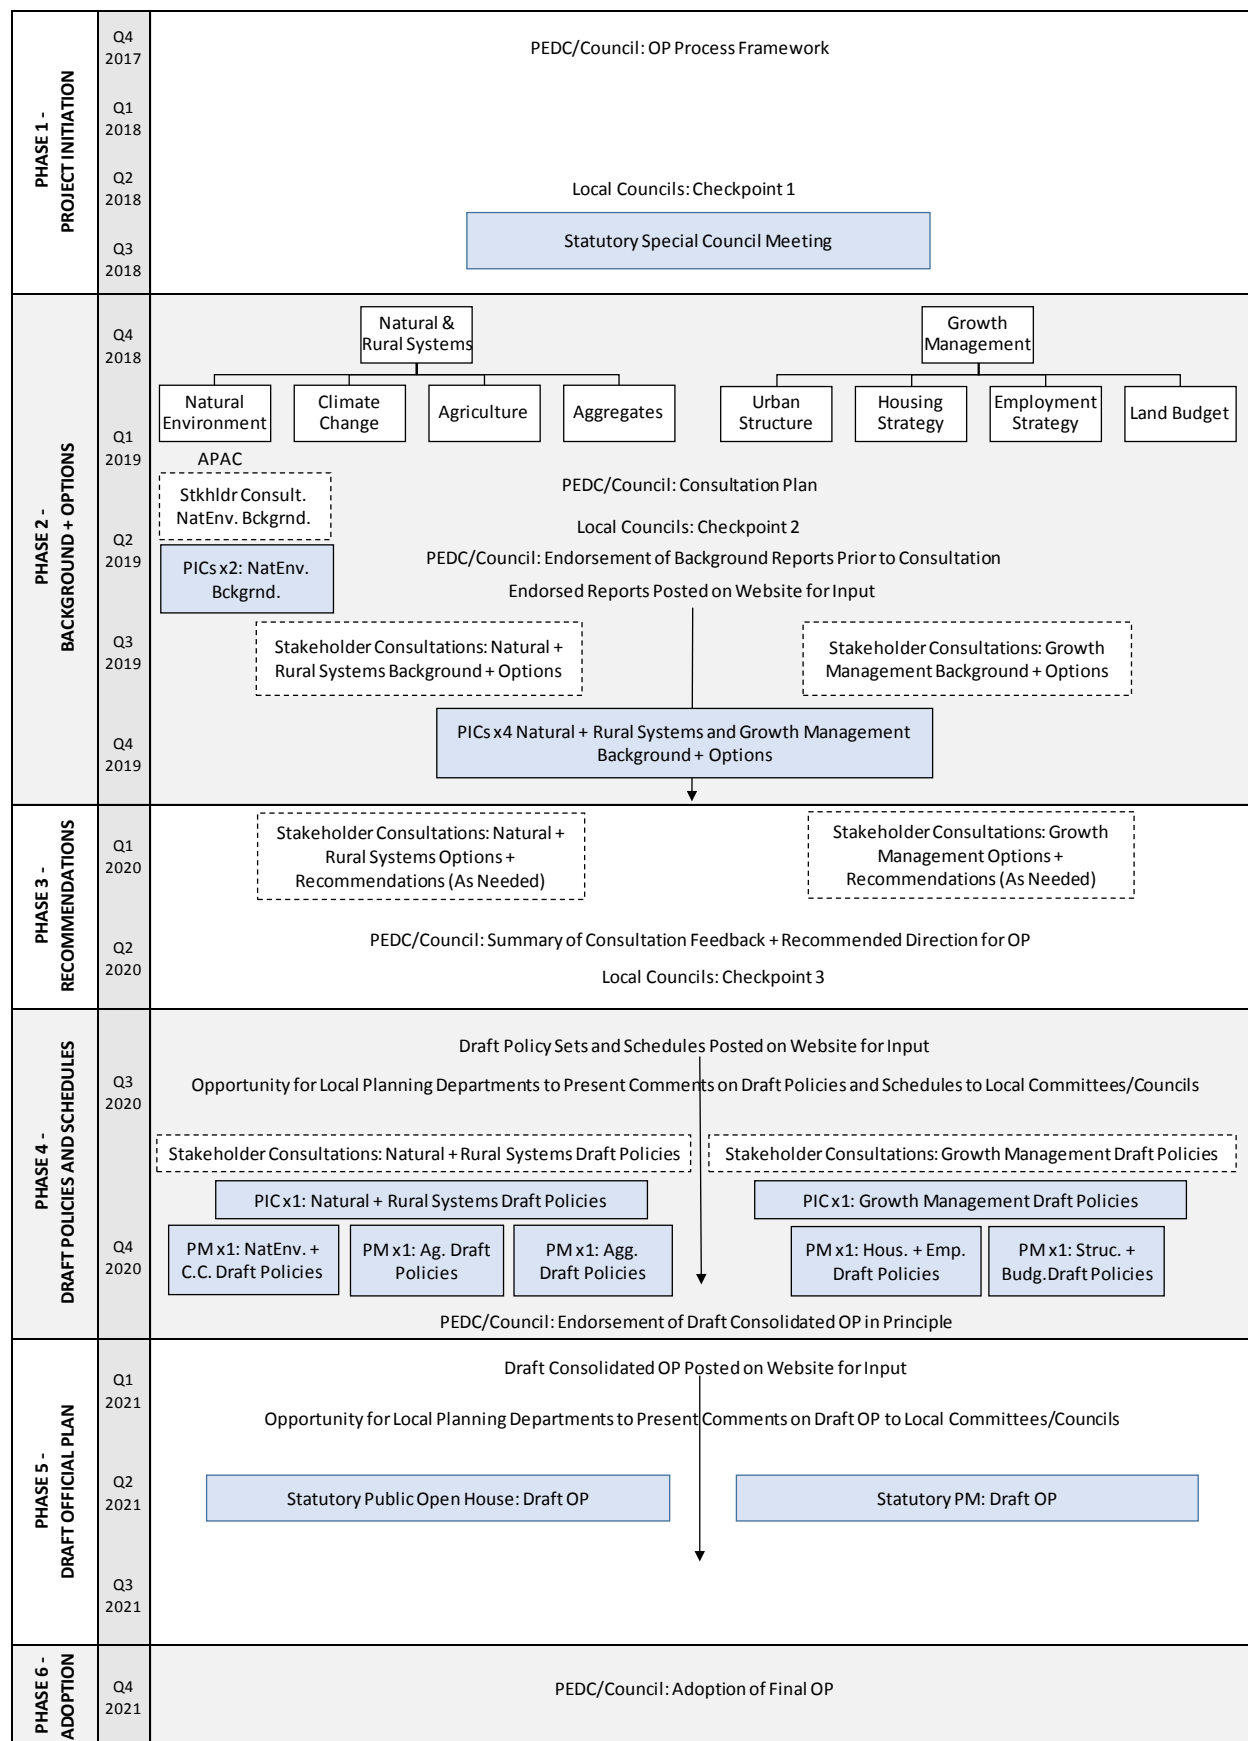 PHASE 1 -
PROJECT INITIATION
Q4
2017
PEDC/Council: OP Process Framework
Q1
2018
Q2
2018
Local Councils: Checkpoint 1
Statutory Special Council Meeting
Q3
2018
PHASE 2 -
BACKGROUND + OPTIONS
Q4
2018
Natural &
Rural Systems
Growth
Management
Natural
Environment
Climate
Change
Agriculture
Aggregates
Urban
Structure
Housing
Strategy
Employment
Strategy
Land Budget
Q1
2019
APAC
Stkhldr Consult.
NatEnv. Bckgrnd.
PEDC/Council: Consultation Plan
Local Councils: Checkpoint 2
Q2
2019
PEDC/Council: Endorsement of Background Reports Prior to Consultation
PICs x2: NatEnv.
Bckgrnd.
Endorsed Reports Posted on Website for Input
Q3
2019
Stakeholder Consultations: Natural +
Rural Systems Background + Options
Stakeholder Consultations: Growth
Management Background + Options
Q4
2019
PICs x4 Natural + Rural Systems and Growth Management
Background + Options
PHASE 3 -
RECOMMENDATIONS
Q1
2020
Stakeholder Consultations: Natural +
Rural Systems Options +
Recommendations (As Needed)
Stakeholder Consultations: Growth
Management Options +
Recommendations (As Needed)
Q2
2020
PEDC/Council: Summary of Consultation Feedback + Recommended Direction for OP
Local Councils: Checkpoint 3
PHASE 4 -
DRAFT POLICIES AND SCHEDULES
Draft Policy Sets and Schedules Posted on Website for Input
Q3
2020
Opportunity for Local Planning Departments to Present Comments on Draft Policies and Schedules to Local Committees/Councils
Stakeholder Consultations: Natural + Rural Systems Draft Policies
Stakeholder Consultations: Growth Management Draft Policies
PIC x1: Natural + Rural Systems Draft Policies
PIC x1: Growth Management Draft Policies
Q4
2020
PM x1: NatEnv. +
C.C. Draft Policies
PM x1: Ag. Draft
Policies
PM x1: Agg.
Draft Policies
PM x1: Hous. + Emp.
Draft Policies
PM x1: Struc. +
Budg.Draft Policies
PEDC/Council: Endorsement of Draft Consolidated OP in Principle
PHASE 5 -
DRAFT OFFICIAL PLAN
Q1
2021
Draft Consolidated OP Posted on Website for Input
Opportunity for Local Planning Departments to Present Comments on Draft OP to Local Committees/Councils
Q2
2021
Statutory Public Open House: Draft OP
Statutory PM: Draft OP
Q3
2021
PHASE 6 -
ADOPTION
Q4
2021
PEDC/Council: Adoption of Final OP